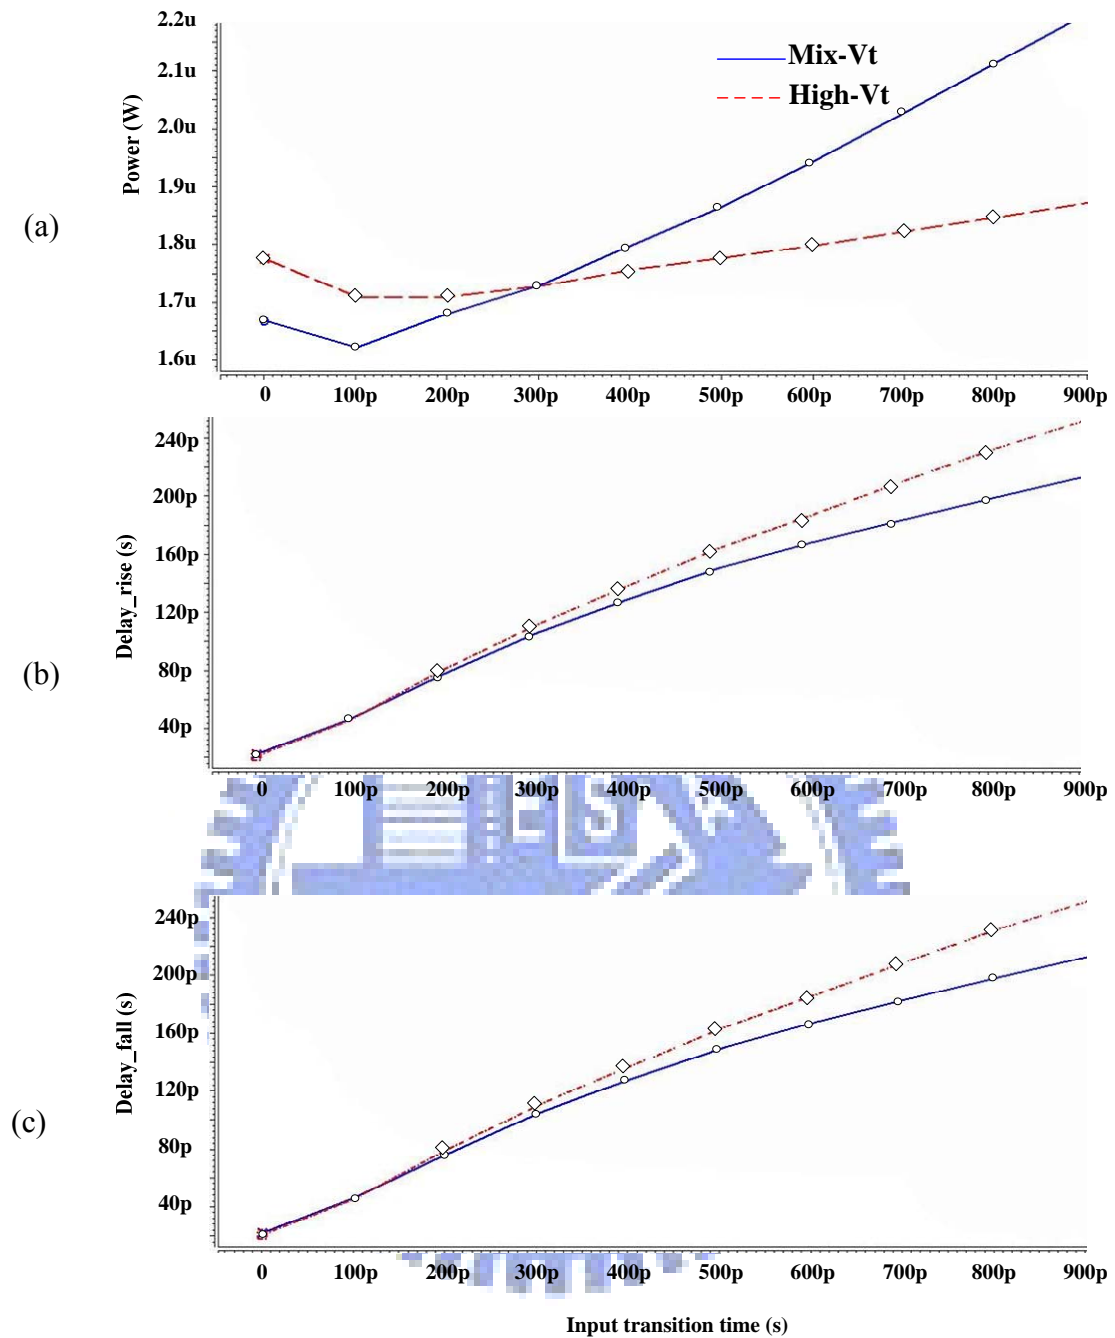 2.2u
2.1u
2.0u
1.9u
1.8u
1.7u
1.6u
Power (W)
Mix-Vt
High-Vt
(a)
0 100p 200p 300p 400p 500p 600p 700p 800p 900p
240p
200p
160p
120p
80p
40p
Delay_rise (s)
(b)
0 100p 200p 300p 400p 500p 600p 700p 800p 900p
240p
200p
160p
120p
80p
40p
Delay_fall (s)
(c)
0 100p 200p 300p 400p 500p 600p 700p 800p 900p
Input transition time (s)